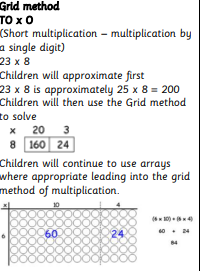 Grid method
TO x O
(Short multiplication – multiplication by
a single digit)
23 x 8
Children will approximate first
23 x 8 is approximately 25 x 8 = 200
Children will then use the Grid method
to solve
x 20 3
8 160 24
Children will continue to use arrays
where appropriate leading into the grid
method of multiplication.
x 10 4
6 60 24
(6 x 10) + (6 x 4)
60 + 24
84